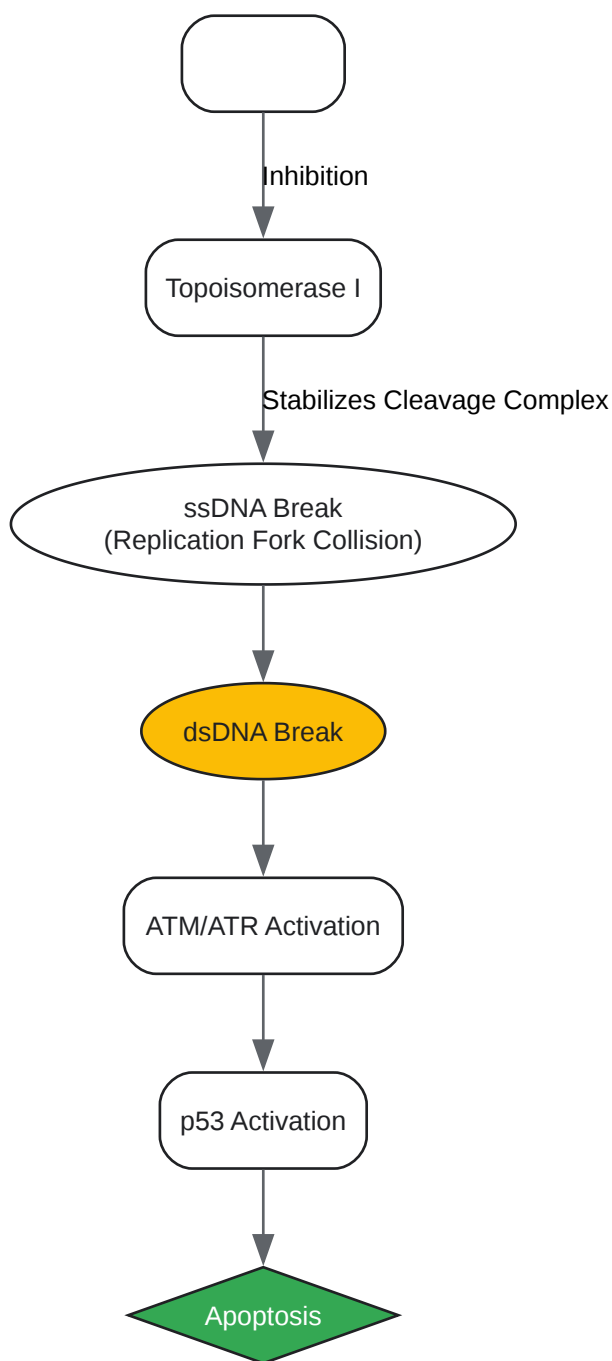 Inhibition
Topoisomerase I
Stabilizes Cleavage Complex
ssDNA Break
(Replication Fork Collision)
dsDNA Break
ATM/ATR Activation
p53 Activation
Apoptosis